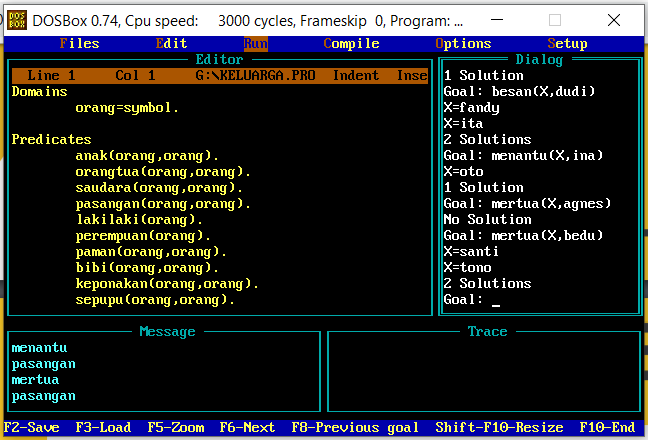 DOSBox 0.74, Cpu speed: 3000 cycles, Frameskip 0, Program: ...
Files Edit Run Compile Options Setup
Editor
Line 1 Col 1 G:\KELUARGA.PRO Indent Inse
Domains
orang=symbol.
Predicates
anak(orang,orang).
orangtua(orang,orang).
saudara(orang,orang).
pasangan(orang,orang).
lakilaki(orang).
perempuan(orang).
paman(orang,orang).
bibi(orang,orang).
keponakan(orang,orang).
sepupu(orang,orang).
Dialog
1 Solution
Goal: besan(X,dudi)
X=fandy
X=ita
2 Solutions
Goal: menantu(X,ina)
X=oto
1 Solution
Goal: mertua(X,agnes)
No Solution
Goal: mertua(X,bedu)
X=santi
X=tono
2 Solutions
Goal: _
Message
menantu
pasangan
mertua
pasangan
Trace
F2-Save F3-Load F5-Zoom F6-Next F8-Previous goal Shift-F10-Resize F10-End